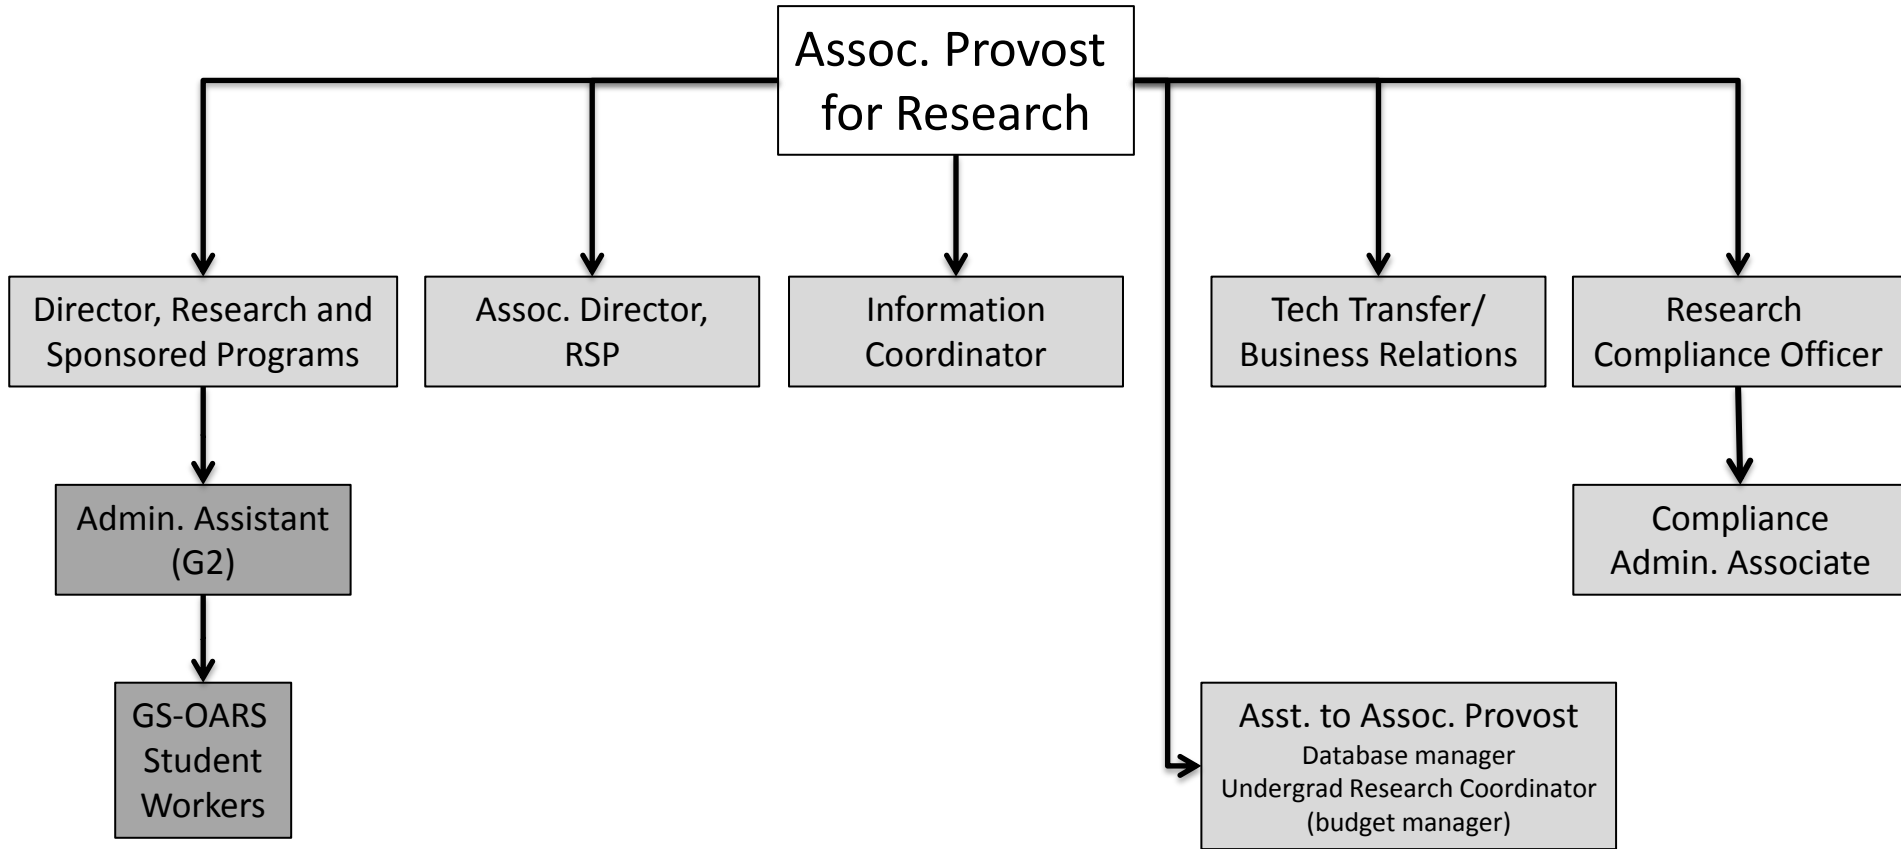 Assoc. Provost
for Research
Director, Research and
Sponsored Programs
Assoc. Director,
RSP
Information
Coordinator
Tech Transfer/
Business Relations
Research
Compliance Officer
Admin. Assistant
(G2)
Compliance
Admin. Associate
GS-OARS
Student
Workers
Asst. to Assoc. Provost
Database manager
Undergrad Research Coordinator
(budget manager)